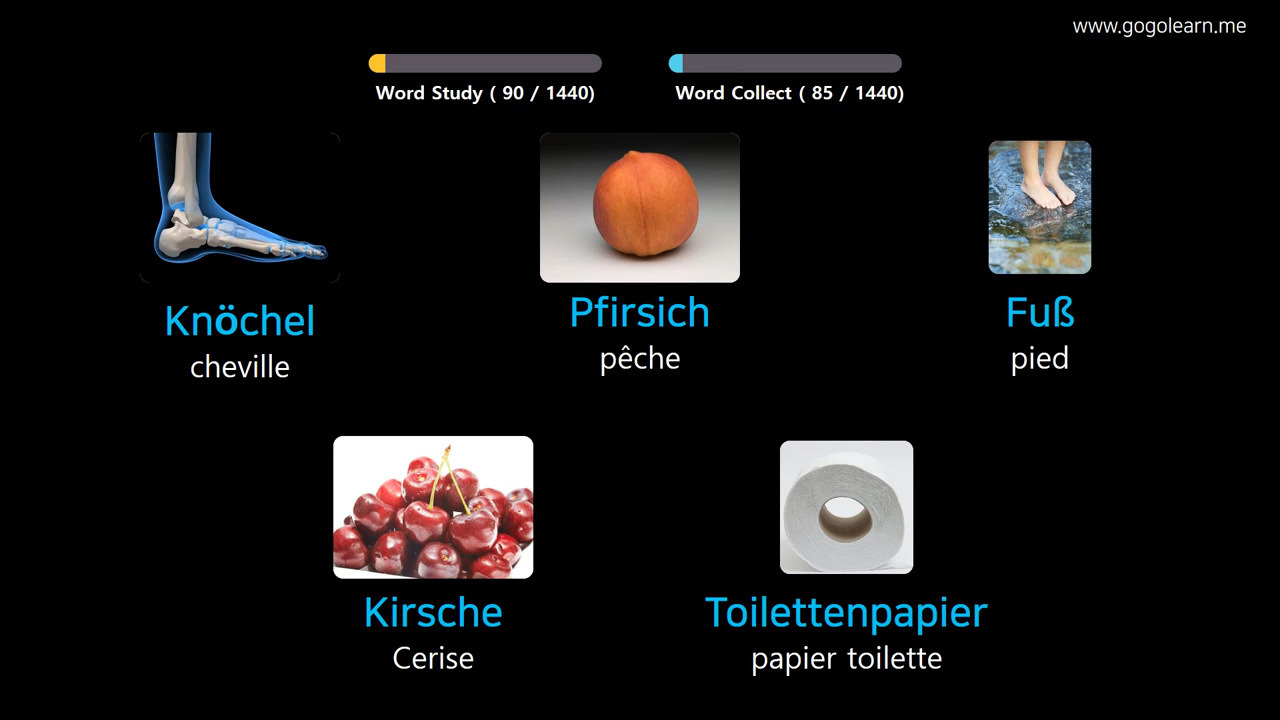 www.gogolearn.me
Word Study ( 90 / 1440)
Word Collect ( 85 / 1440)
Knöchel
cheville
Pfirsich
pêche
Fuß
pied
Kirsche
Cerise
Toilettenpapier
papier toilette